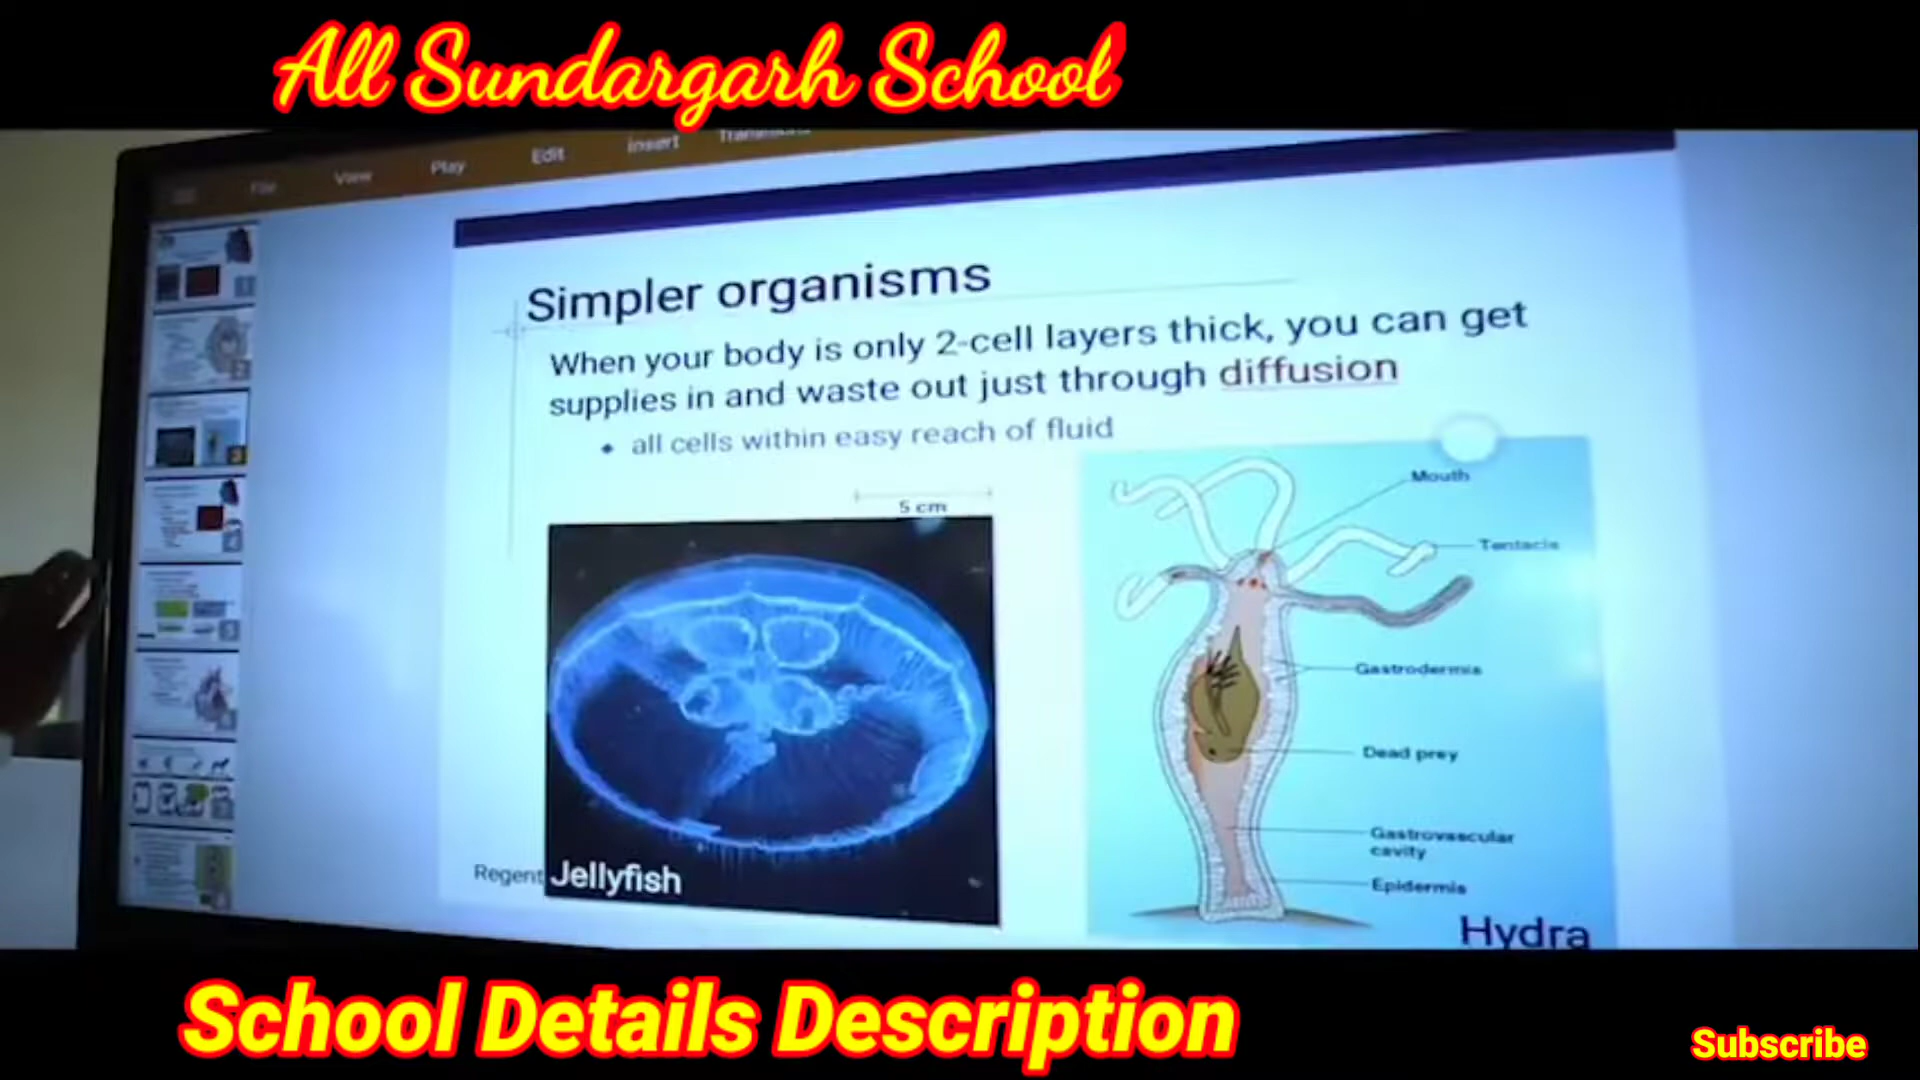 All Sundargarh School
File View Play Edit Insert Transitions
Simpler organisms
When your body is only 2-cell layers thick, you can get
supplies in and waste out just through diffusion
all cells within easy reach of fluid
5 cm
Mouth
Tentacle
Gastrodermis
Dead prey
Gastrovascular
cavity
Epidermis
Regent
Jellyfish
Hydra
School Details Description
Subscribe